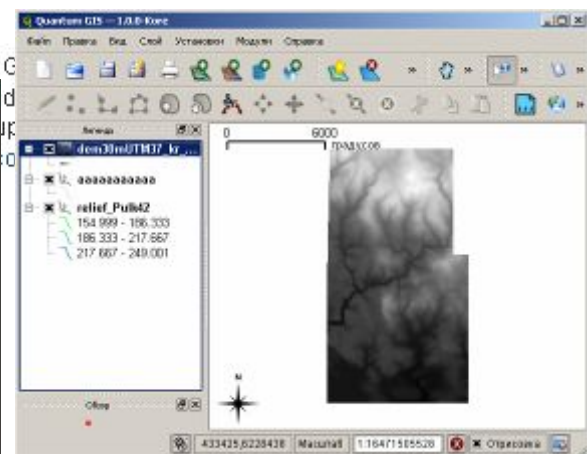 Quantum GIS - 1.0.0-Kore
Файл Правка Вид Слой Установки Модули Справка
Легенда
0 6000
градусов
dem30mUTM37_kr_...
aaaaaaaaaaa
relief_Pulk42
154.999 - 186.333
186.333 - 217.667
217.667 - 249.001
Обзор
433425,6228438 Масштаб 1:16471505528 Отрисовка